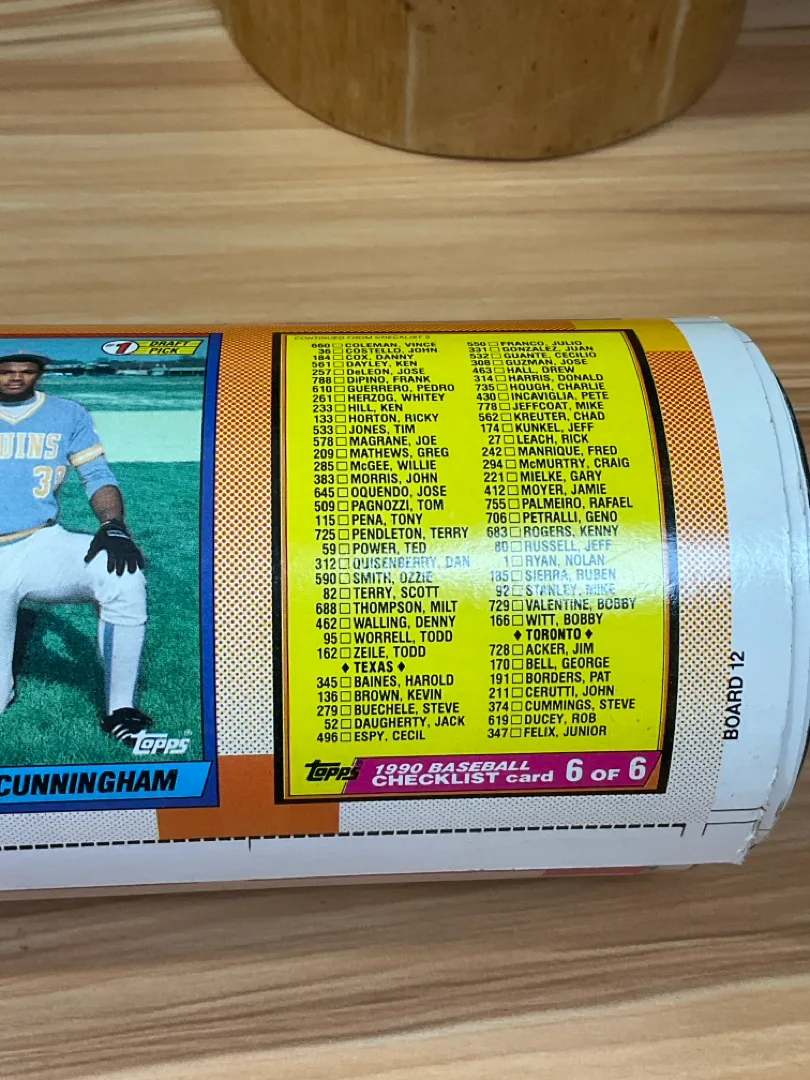 #1 DRAFT PICK
UINS
3
Topps
CUNNINGHAM
CONTINUED FROM CHECKLIST 5
660 COLEMAN, VINCE
36 COSTELLO, JOHN
184 COX, DANNY
561 DAYLEY, KEN
257 DeLEON, JOSE
788 DiPINO, FRANK
610 GUERRERO, PEDRO
261 HERZOG, WHITEY
233 HILL, KEN
133 HORTON, RICKY
533 JONES, TIM
578 MAGRANE, JOE
209 MATHEWS, GREG
285 McGEE, WILLIE
383 MORRIS, JOHN
645 OQUENDO, JOSE
509 PAGNOZZI, TOM
115 PENA, TONY
725 PENDLETON, TERRY
59 POWER, TED
312 QUISENBERRY, DAN
590 SMITH, OZZIE
82 TERRY, SCOTT
688 THOMPSON, MILT
462 WALLING, DENNY
95 WORRELL, TODD
162 ZEILE, TODD
♦ TEXAS ♦
345 BAINES, HAROLD
136 BROWN, KEVIN
279 BUECHELE, STEVE
52 DAUGHERTY, JACK
496 ESPY, CECIL
550 FRANCO, JULIO
331 GONZALEZ, JUAN
532 GUANTE, CECILIO
308 GUZMAN, JOSE
463 HALL, DREW
314 HARRIS, DONALD
735 HOUGH, CHARLIE
430 INCAVIGLIA, PETE
778 JEFFCOAT, MIKE
562 KREUTER, CHAD
174 KUNKEL, JEFF
27 LEACH, RICK
242 MANRIQUE, FRED
294 McMURTRY, CRAIG
221 MIELKE, GARY
412 MOYER, JAMIE
755 PALMEIRO, RAFAEL
706 PETRALLI, GENO
683 ROGERS, KENNY
80 RUSSELL, JEFF
1 RYAN, NOLAN
185 SIERRA, RUBEN
92 STANLEY, MIKE
729 VALENTINE, BOBBY
166 WITT, BOBBY
♦ TORONTO ♦
728 ACKER, JIM
170 BELL, GEORGE
191 BORDERS, PAT
211 CERUTTI, JOHN
374 CUMMINGS, STEVE
619 DUCEY, ROB
347 FELIX, JUNIOR
Topps 1990 BASEBALL
CHECKLIST card 6 OF 6
BOARD 12